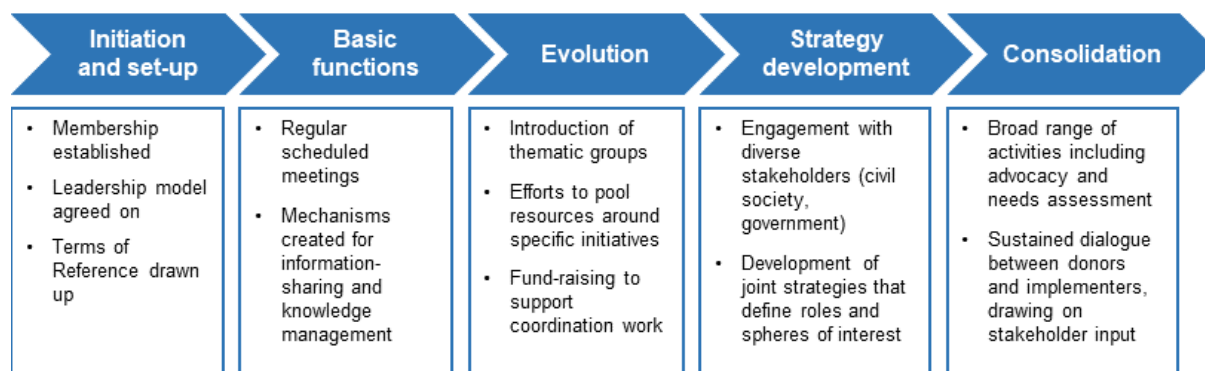 Initiation
and set-up
• Membership
established
• Leadership model
agreed on
• Terms of
Reference drawn
up
Basic
functions
• Regular
scheduled
meetings
• Mechanisms
created for
information-
sharing and
knowledge
management
Evolution
• Introduction of
thematic groups
• Efforts to pool
resources around
specific initiatives
• Fund-raising to
support
coordination work
Strategy
development
• Engagement with
diverse
stakeholders (civil
society,
government)
• Development of
joint strategies that
define roles and
spheres of interest
Consolidation
• Broad range of
activities including
advocacy and
needs assessment
• Sustained dialogue
between donors
and implementers,
drawing on
stakeholder input